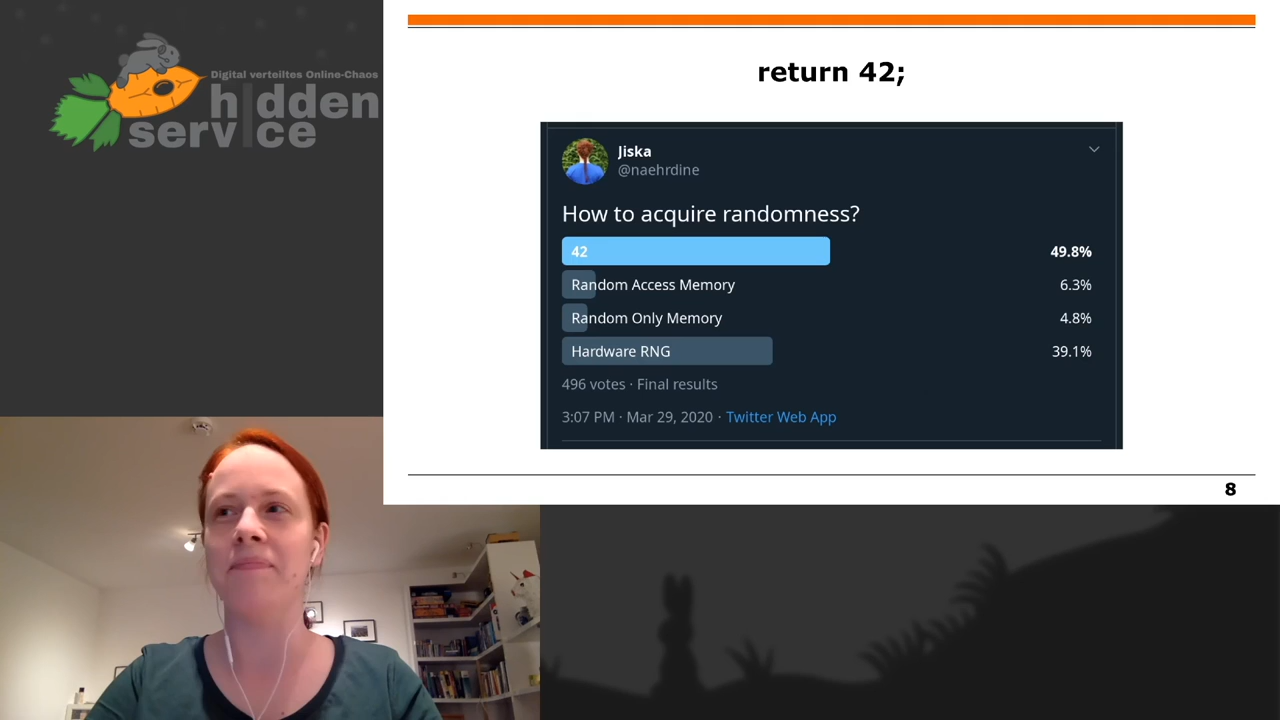 Digital verteiltes Online-Chaos
hidden
service
return 42;
Jiska
@naehrdine
How to acquire randomness?
42 49.8%
Random Access Memory 6.3%
Random Only Memory 4.8%
Hardware RNG 39.1%
496 votes · Final results
3:07 PM · Mar 29, 2020 · Twitter Web App
8